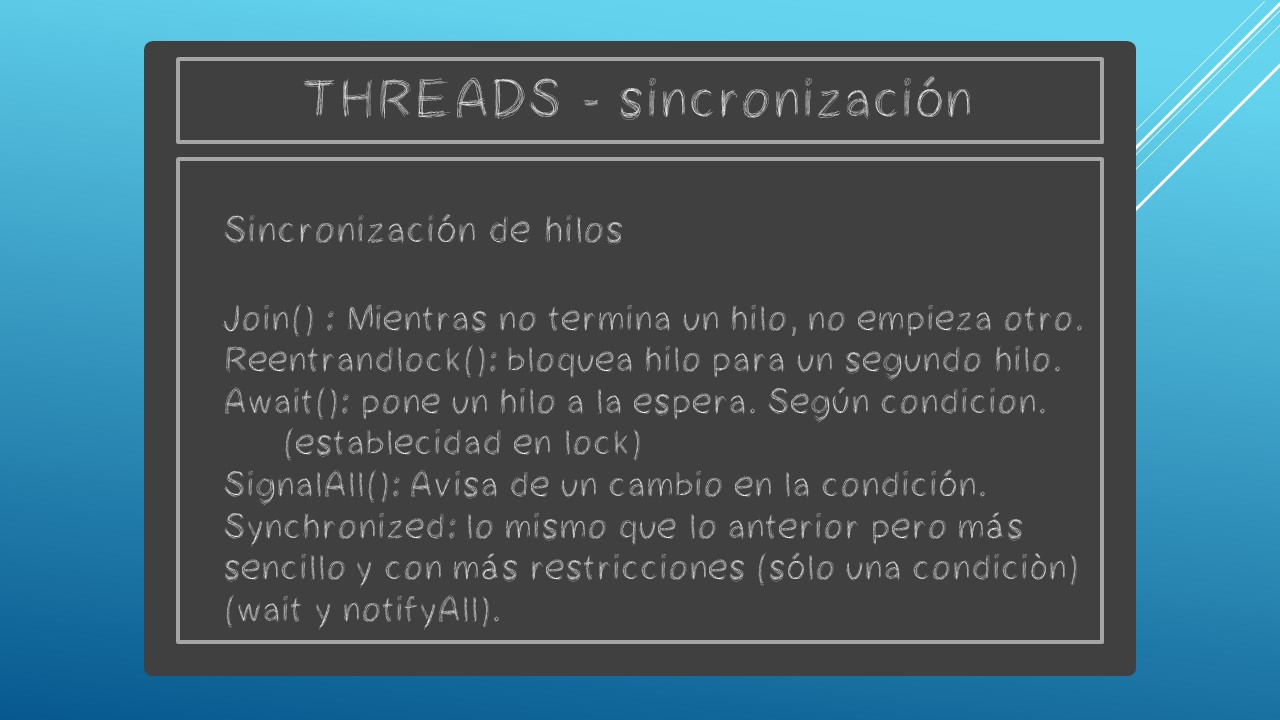 THREADS - sincronización
Sincronización de hilos
Join() : Mientras no termina un hilo, no empieza otro.
Reentrandlock(): bloquea hilo para un segundo hilo.
Await(): pone un hilo a la espera. Según condicion.
(establecidad en lock)
SignalAll(): Avisa de un cambio en la condición.
Synchronized: lo mismo que lo anterior pero más
sencillo y con más restricciones (sólo una condiciòn)
(wait y notifyAll).